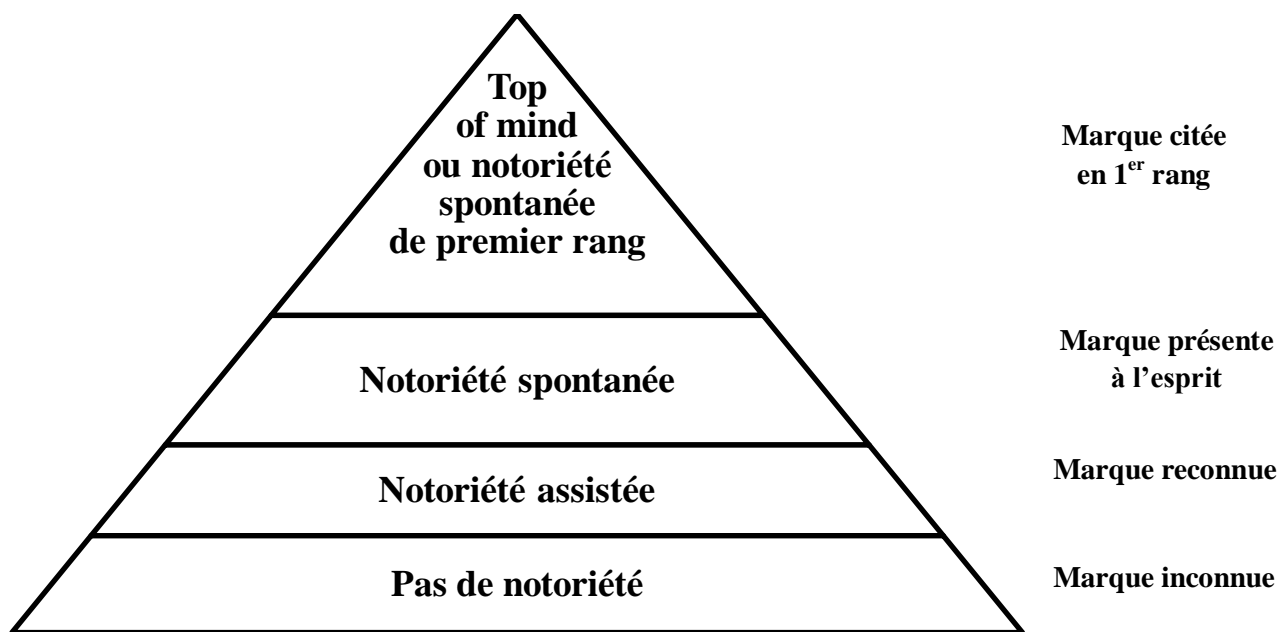 Top
of mind
ou notoriété
spontanée
de premier rang
Marque citée
en 1er rang
Notoriété spontanée
Marque présente
à l’esprit
Notoriété assistée
Marque reconnue
Pas de notoriété
Marque inconnue